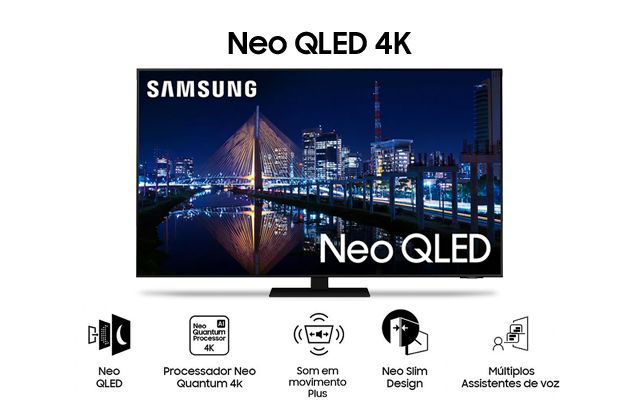 Neo QLED 4K
SAMSUNG
Neo QLED
Neo
Quantum
Processor
4K
AI
Neo
QLED
Processador Neo
Quantum 4k
Som em
movimento
Plus
Neo Slim
Design
Múltiplos
Assistentes de voz